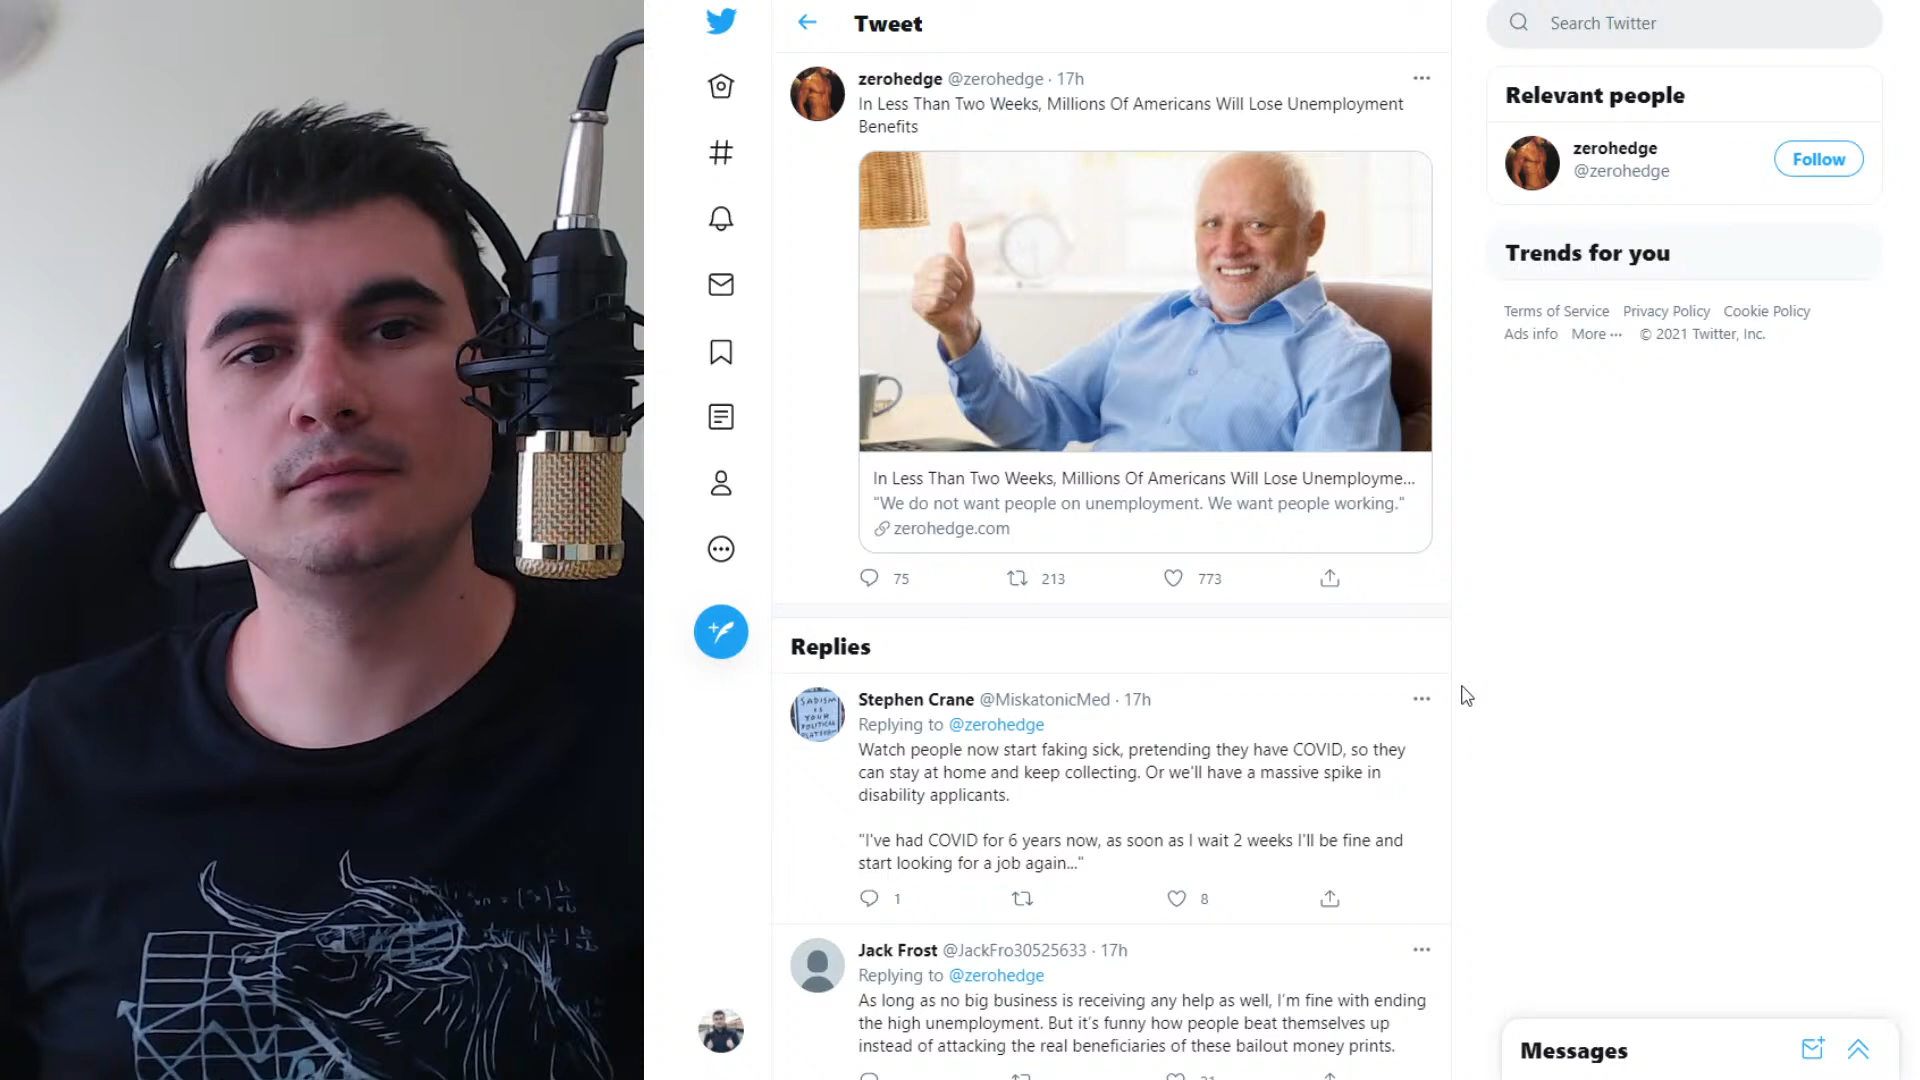 Tweet
Search Twitter
zerohedge @zerohedge · 17h
In Less Than Two Weeks, Millions Of Americans Will Lose Unemployment
Benefits
In Less Than Two Weeks, Millions Of Americans Will Lose Unemployme...
"We do not want people on unemployment. We want people working."
zerohedge.com
75 213 773
Relevant people
zerohedge
@zerohedge
Follow
Trends for you
Terms of Service Privacy Policy Cookie Policy
Ads info More ··· © 2021 Twitter, Inc.
Replies
SADISM
IS
YOUR
POLITICAL
PLATFORM
Stephen Crane @MiskatonicMed · 17h
Replying to @zerohedge
Watch people now start faking sick, pretending they have COVID, so they
can stay at home and keep collecting. Or we'll have a massive spike in
disability applicants.
"I've had COVID for 6 years now, as soon as I wait 2 weeks I'll be fine and
start looking for a job again..."
1 8
Jack Frost @JackFro30525633 · 17h
Replying to @zerohedge
As long as no big business is receiving any help as well, I'm fine with ending
the high unemployment. But it's funny how people beat themselves up
instead of attacking the real beneficiaries of these bailout money prints.
Messages